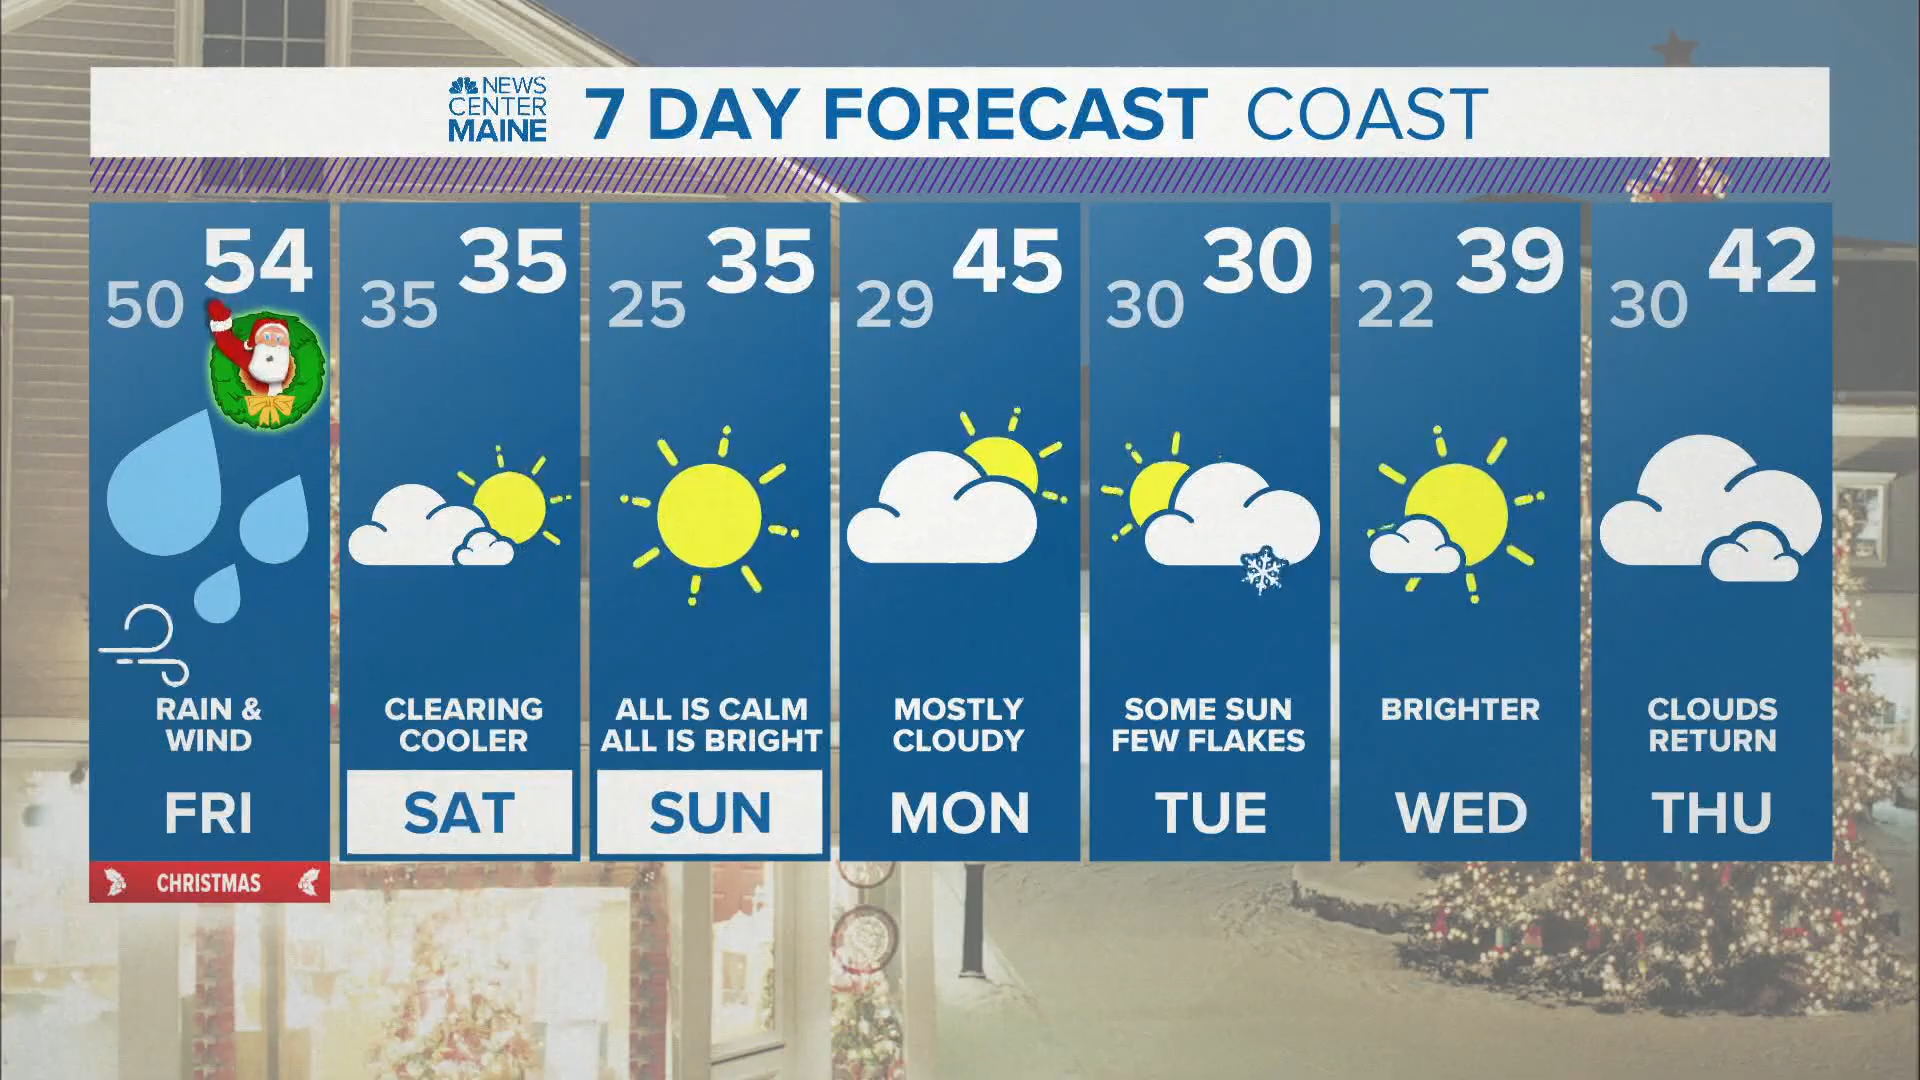 NEWS
CENTER
MAINE
7 DAY FORECAST COAST
50 54
RAIN &
WIND
FRI
CHRISTMAS
35 35
CLEARING
COOLER
SAT
25 35
ALL IS CALM
ALL IS BRIGHT
SUN
29 45
MOSTLY
CLOUDY
MON
30 30
SOME SUN
FEW FLAKES
TUE
22 39
BRIGHTER
WED
30 42
CLOUDS
RETURN
THU